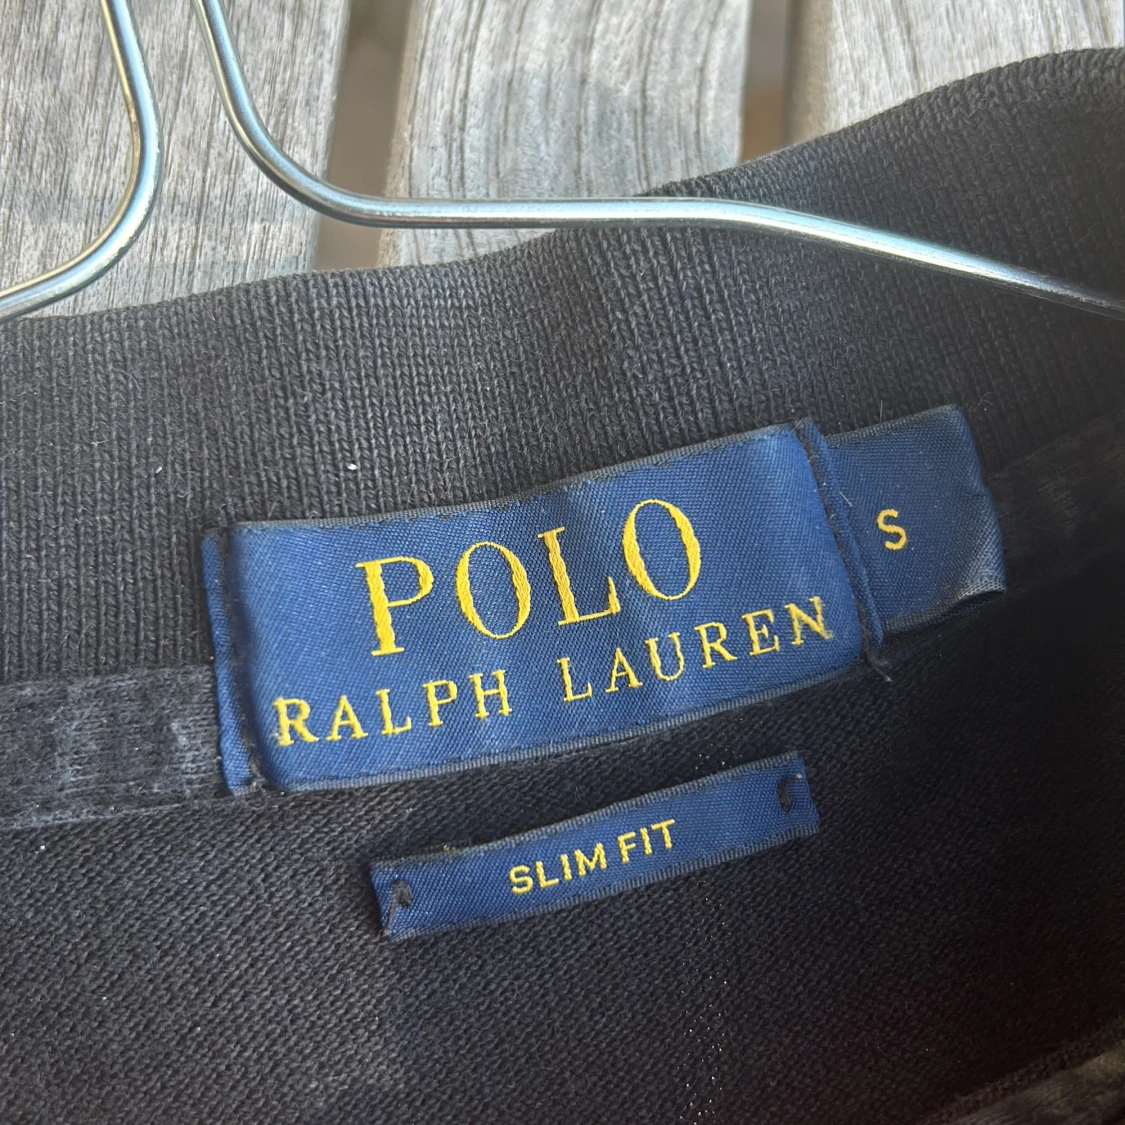 POLO
RALPH LAUREN
S
SLIM FIT